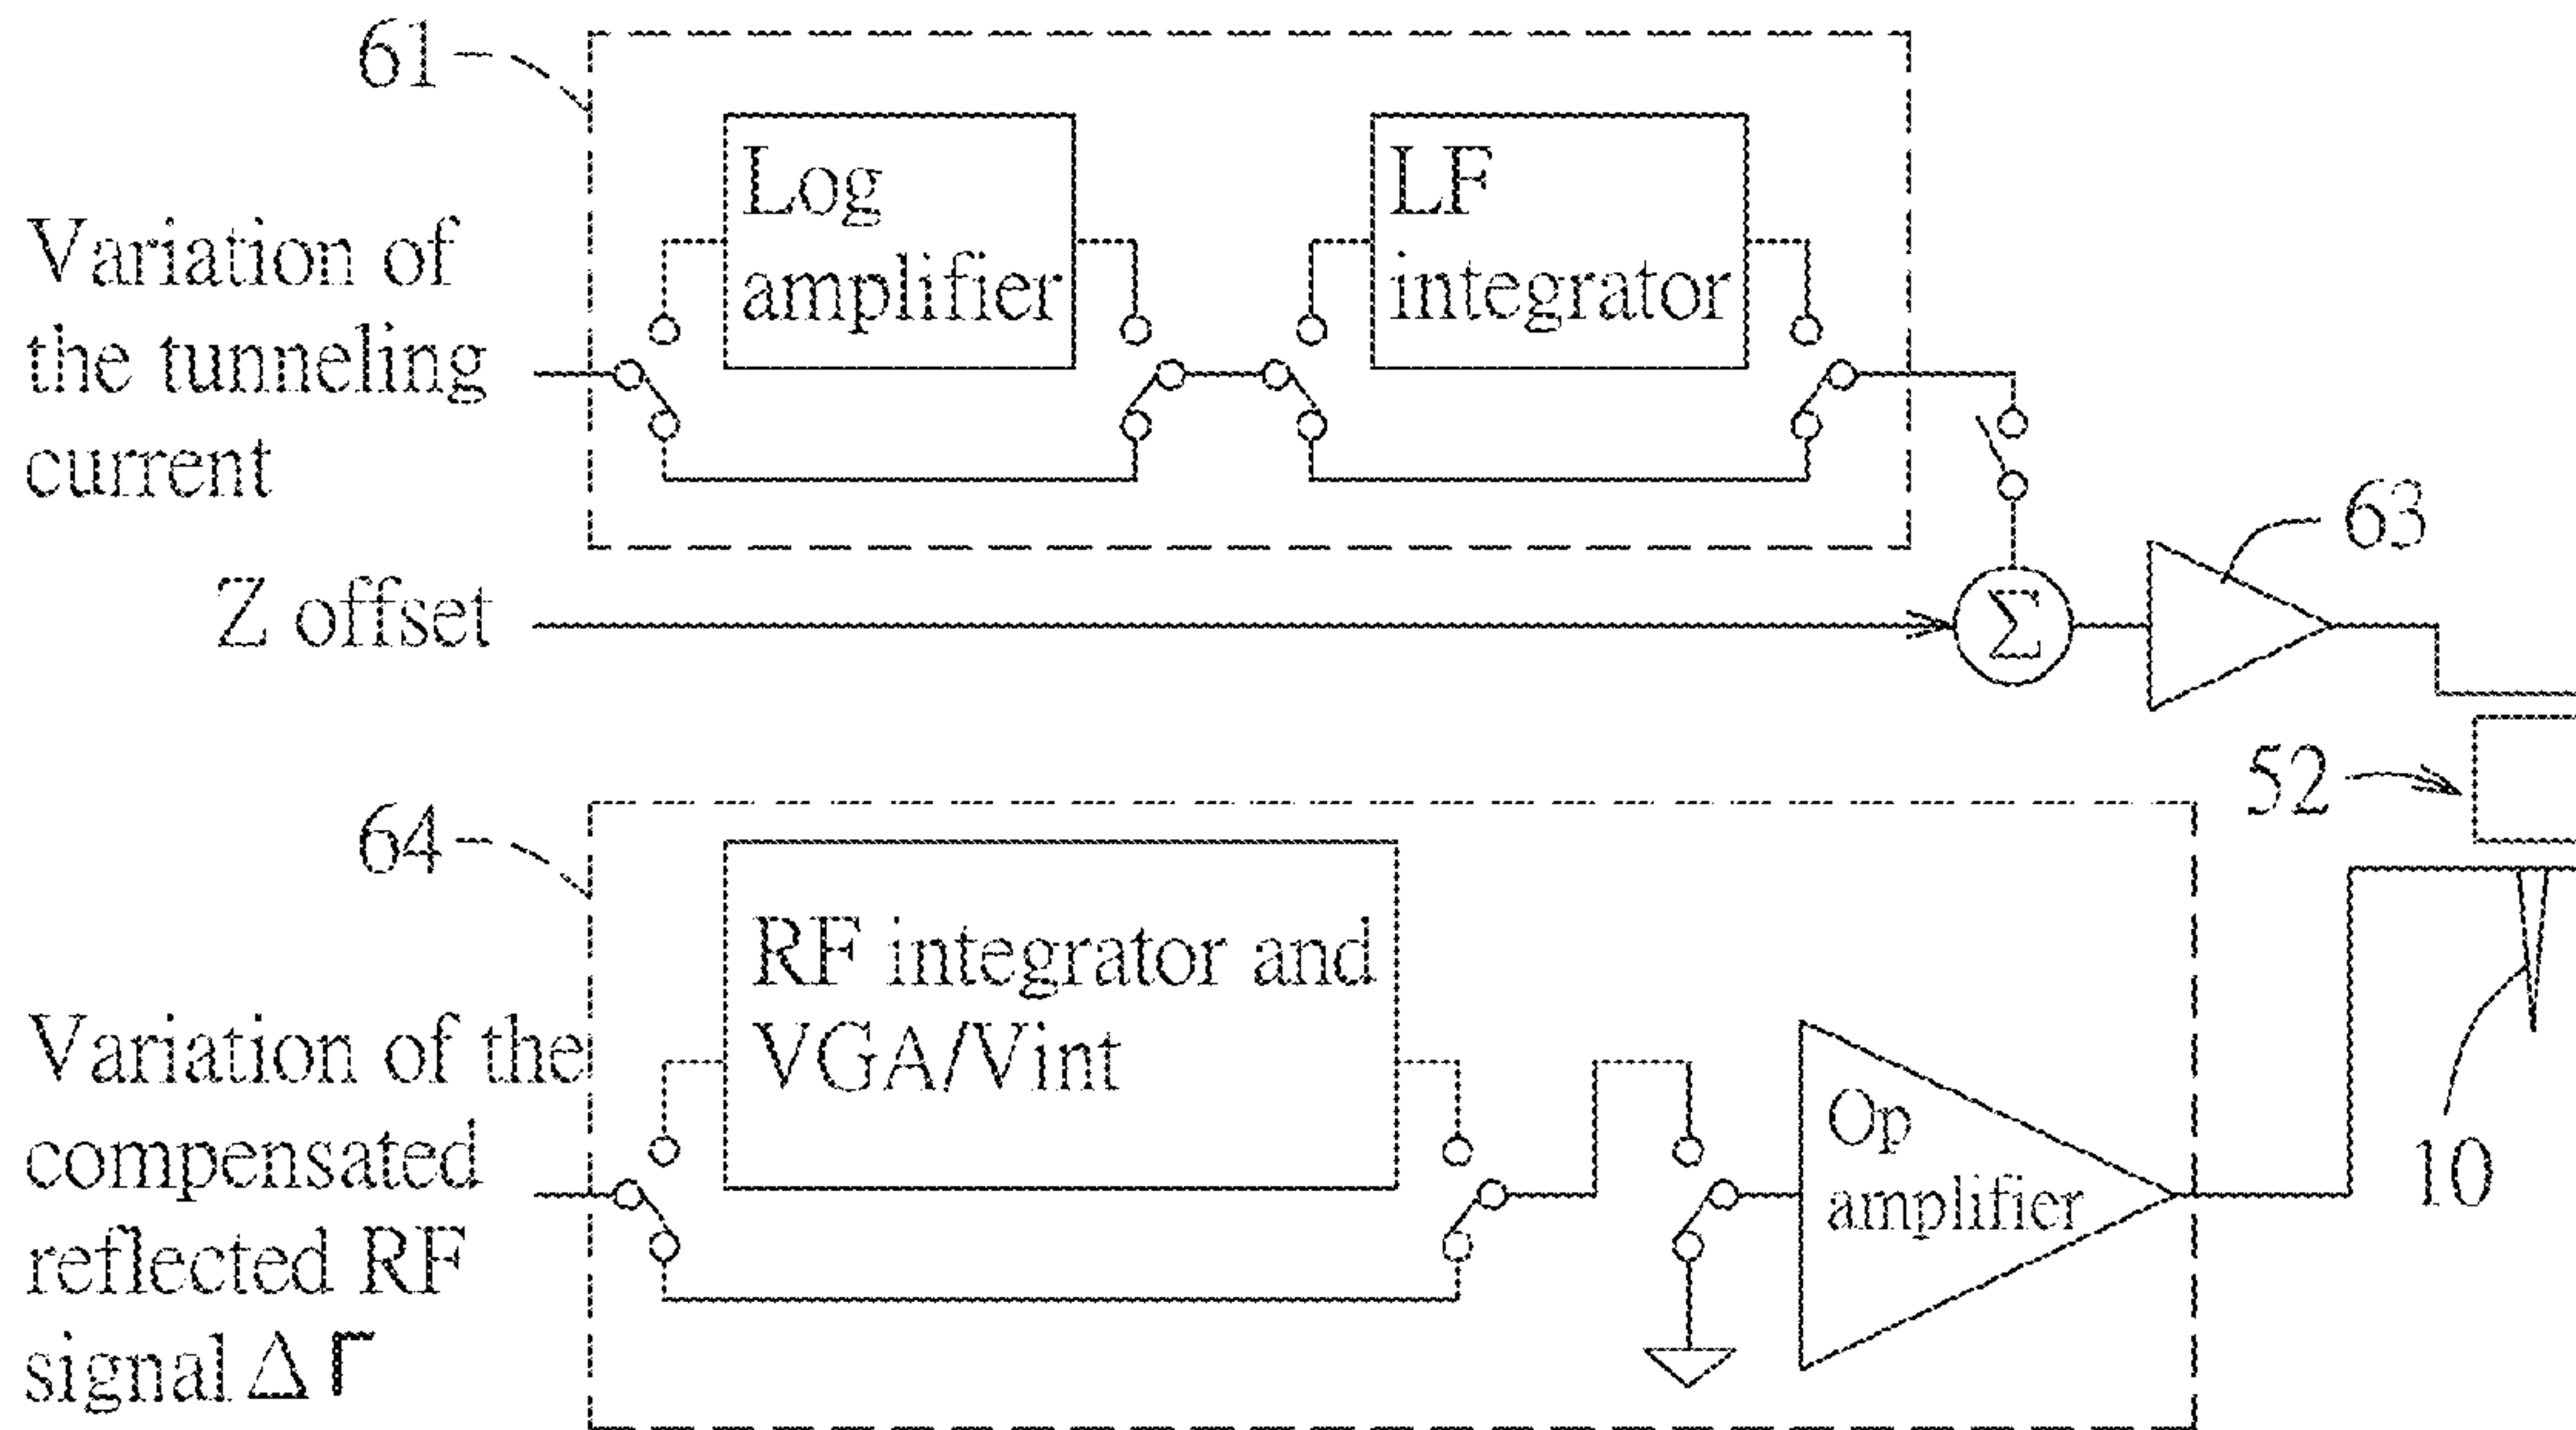 61
Log
amplifier
LF
integrator
Variation of
the tunneling
current
63
Z offset
Σ
52
64
RF integrator and
VGA/Vint
Variation of the
compensated
reflected RF
signal ΔΓ
Op
amplifier
10